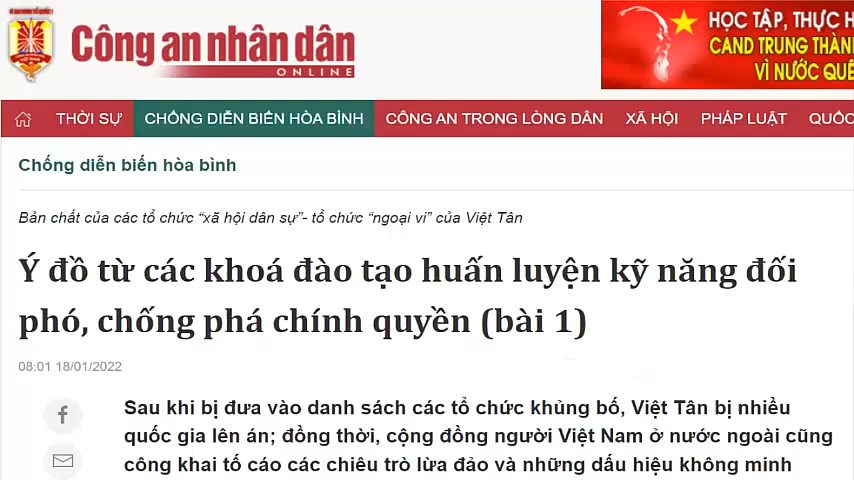 Công an nhân dân
ONLINE
HỌC TẬP, THỰC H
CAND TRUNG THÀNH
VÌ NƯỚC QUÊ
THỜI SỰ CHỐNG DIỄN BIẾN HÒA BÌNH CÔNG AN TRONG LÒNG DÂN XÃ HỘI PHÁP LUẬT QUỐC
Chống diễn biến hòa bình
Bản chất của các tổ chức “xã hội dân sự”- tổ chức “ngoại vi” của Việt Tân
Ý đồ từ các khoá đào tạo huấn luyện kỹ năng đối
phó, chống phá chính quyền (bài 1)
08:01 18/01/2022
Sau khi bị đưa vào danh sách các tổ chức khủng bố, Việt Tân bị nhiều
quốc gia lên án; đồng thời, cộng đồng người Việt Nam ở nước ngoài cũng
công khai tố cáo các chiêu trò lừa đảo và những dấu hiệu không minh